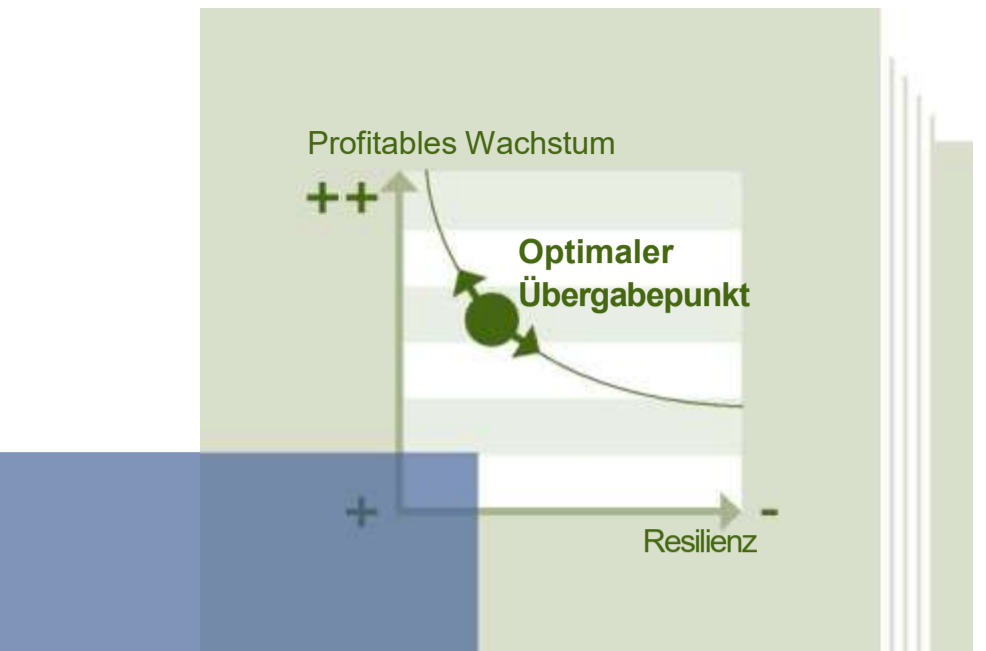 Profitables Wachstum
++
Optimaler
Übergabepunkt
+
-
Resilienz